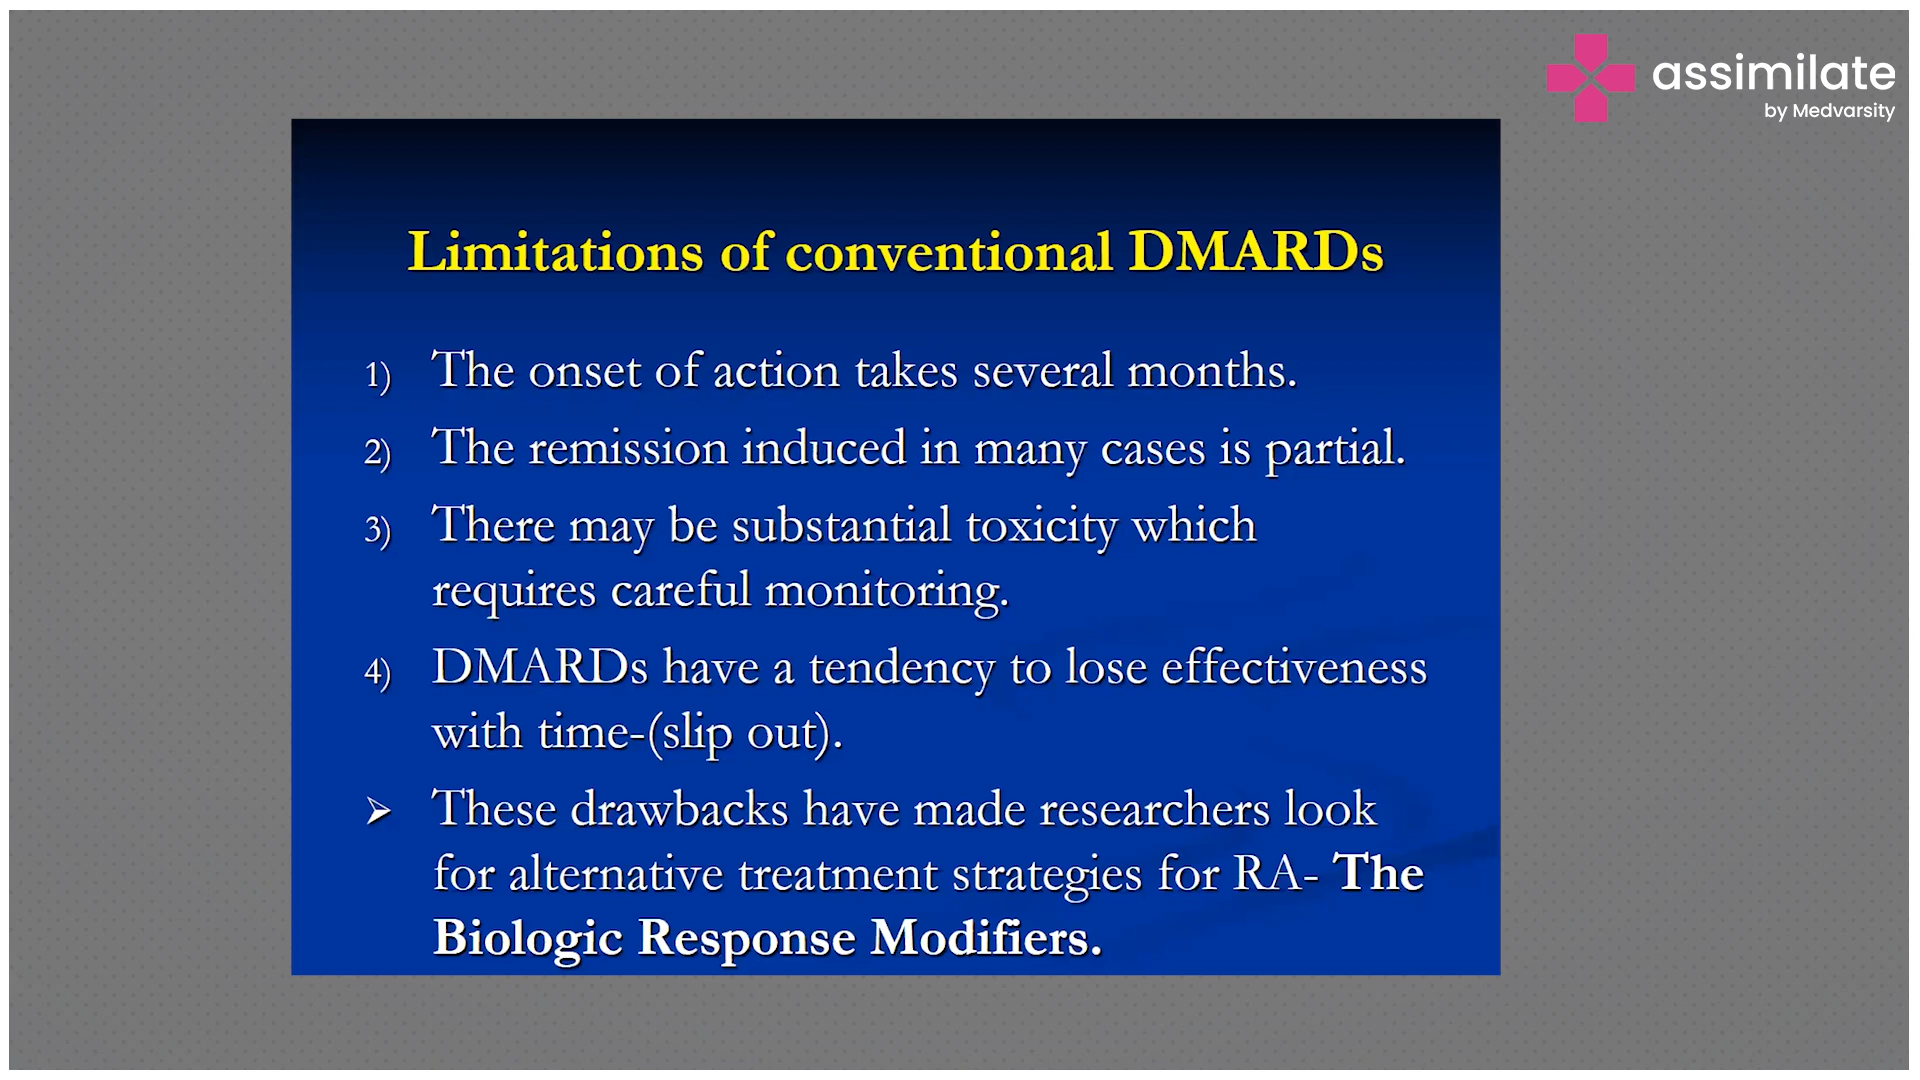 assimilate
by Medvarsity
Limitations of conventional DMARDs
1) The onset of action takes several months.
2) The remission induced in many cases is partial.
3) There may be substantial toxicity which
requires careful monitoring.
4) DMARDs have a tendency to lose effectiveness
with time-(slip out).
➢ These drawbacks have made researchers look
for alternative treatment strategies for RA- The
Biologic Response Modifiers.